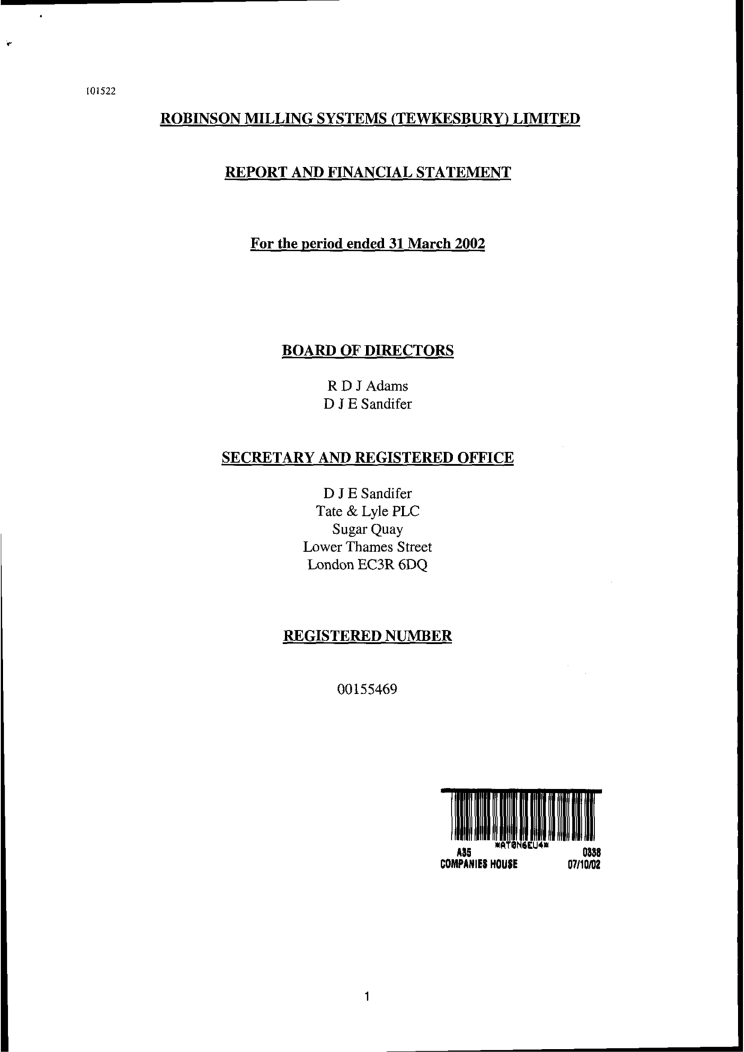 101522
ROBINSON MILLING SYSTEMS (TEWKESBURY) LIMITED
REPORT AND FINANCIAL STATEMENT
For the period ended 31 March 2002
BOARD OF DIRECTORS
R D J Adams
D J E Sandifer
SECRETARY AND REGISTERED OFFICE
D J E Sandifer
Tate & Lyle PLC
Sugar Quay
Lower Thames Street
London EC3R 6DQ
REGISTERED NUMBER
00155469
*AT0N6EU4*
A35 0338
COMPANIES HOUSE 07/10/02
1